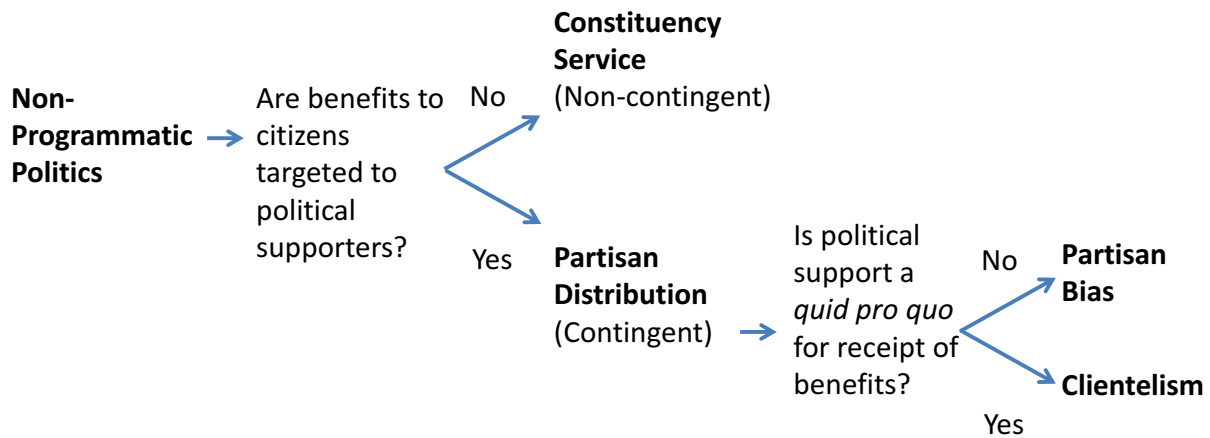 Non-
Programmatic
Politics
Are benefits to
citizens
targeted to
political
supporters?
No
Constituency
Service
(Non-contingent)
Yes
Partisan
Distribution
(Contingent)
Is political
support a
quid pro quo
for receipt of
benefits?
No
Partisan
Bias
Yes
Clientelism